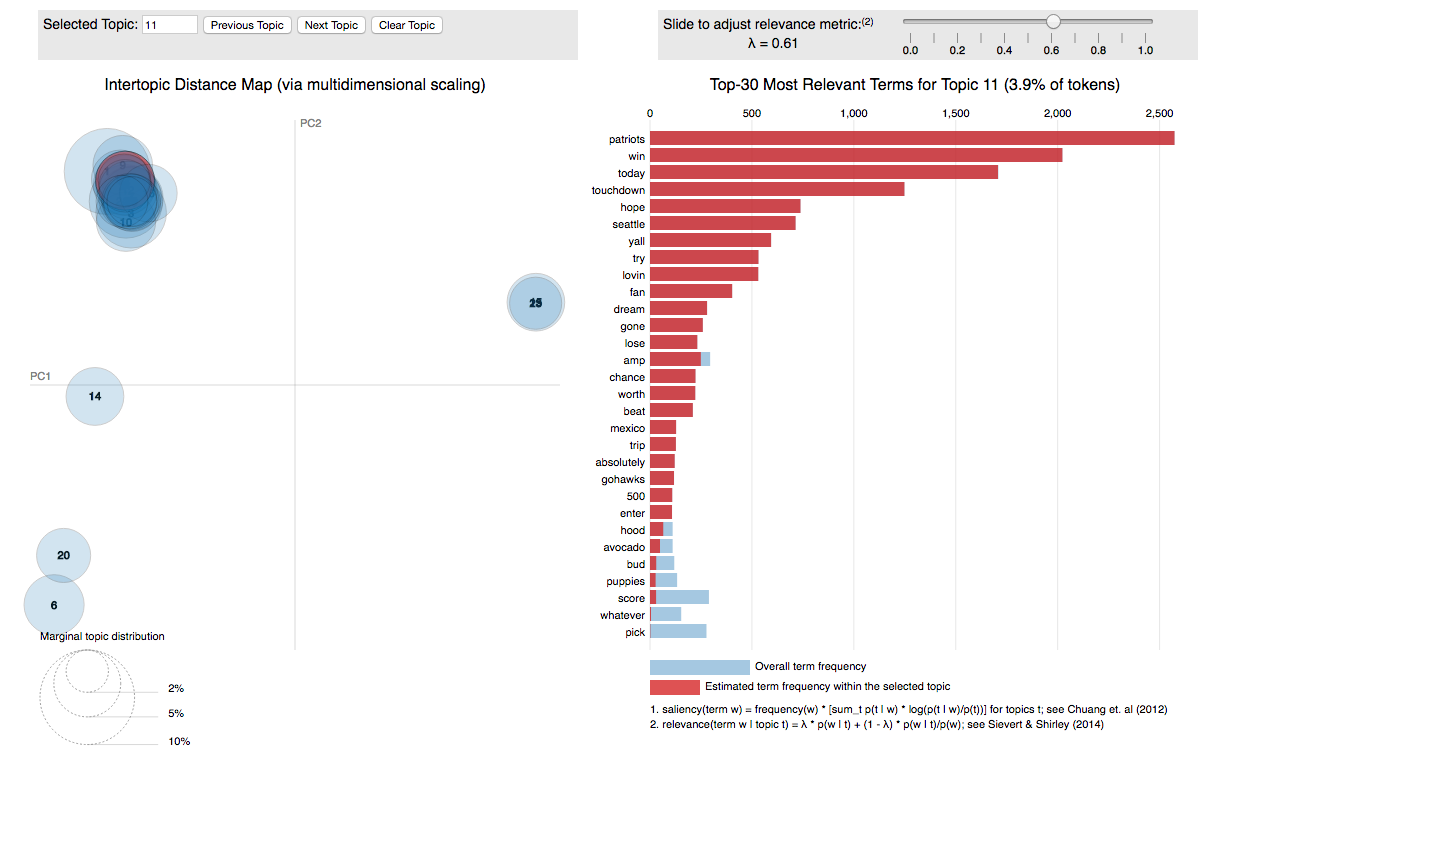 Selected Topic: 11 Previous Topic Next Topic Clear Topic
Slide to adjust relevance metric:(2)
λ = 0.61
0.0 0.2 0.4 0.6 0.8 1.0
Intertopic Distance Map (via multidimensional scaling)
PC2
PC1
10
14
20
6
Marginal topic distribution
2%
5%
10%
Top-30 Most Relevant Terms for Topic 11 (3.9% of tokens)
0 500 1,000 1,500 2,000 2,500
patriots
win
today
touchdown
hope
seattle
yall
try
lovin
fan
dream
gone
lose
amp
chance
worth
beat
mexico
trip
absolutely
gohawks
500
enter
hood
avocado
bud
puppies
score
whatever
pick
Overall term frequency
Estimated term frequency within the selected topic
1. saliency(term w) = frequency(w) * [sum_t p(t | w) * log(p(t | w)/p(t))] for topics t; see Chuang et. al (2012)
2. relevance(term w | topic t) = λ * p(w | t) + (1 - λ) * p(w | t)/p(w); see Sievert & Shirley (2014)